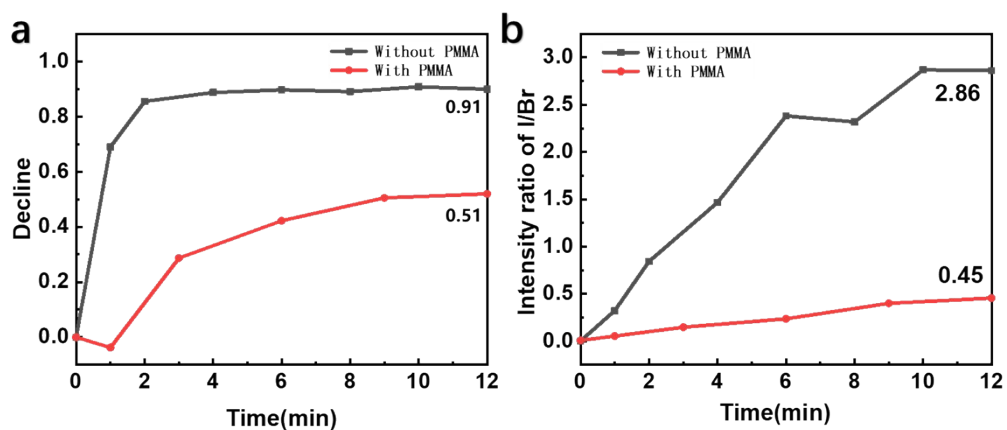 a
Without PMMA
With PMMA
1.0
0.8
0.6
0.4
0.2
0.0
0.91
0.51
Decline
0 2 4 6 8 10 12
Time(min)
b
Without PMMA
With PMMA
3.0
2.5
2.0
1.5
1.0
0.5
0.0
2.86
0.45
Intensity ratio of I/Br
0 2 4 6 8 10 12
Time(min)